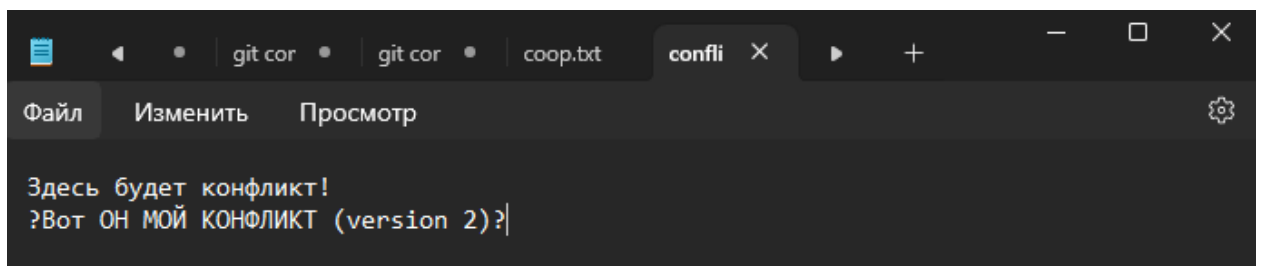 git cor git cor coop.txt confli
Файл Изменить Просмотр
Здесь будет конфликт!
?Вот ОН МОЙ КОНФЛИКТ (version 2)?